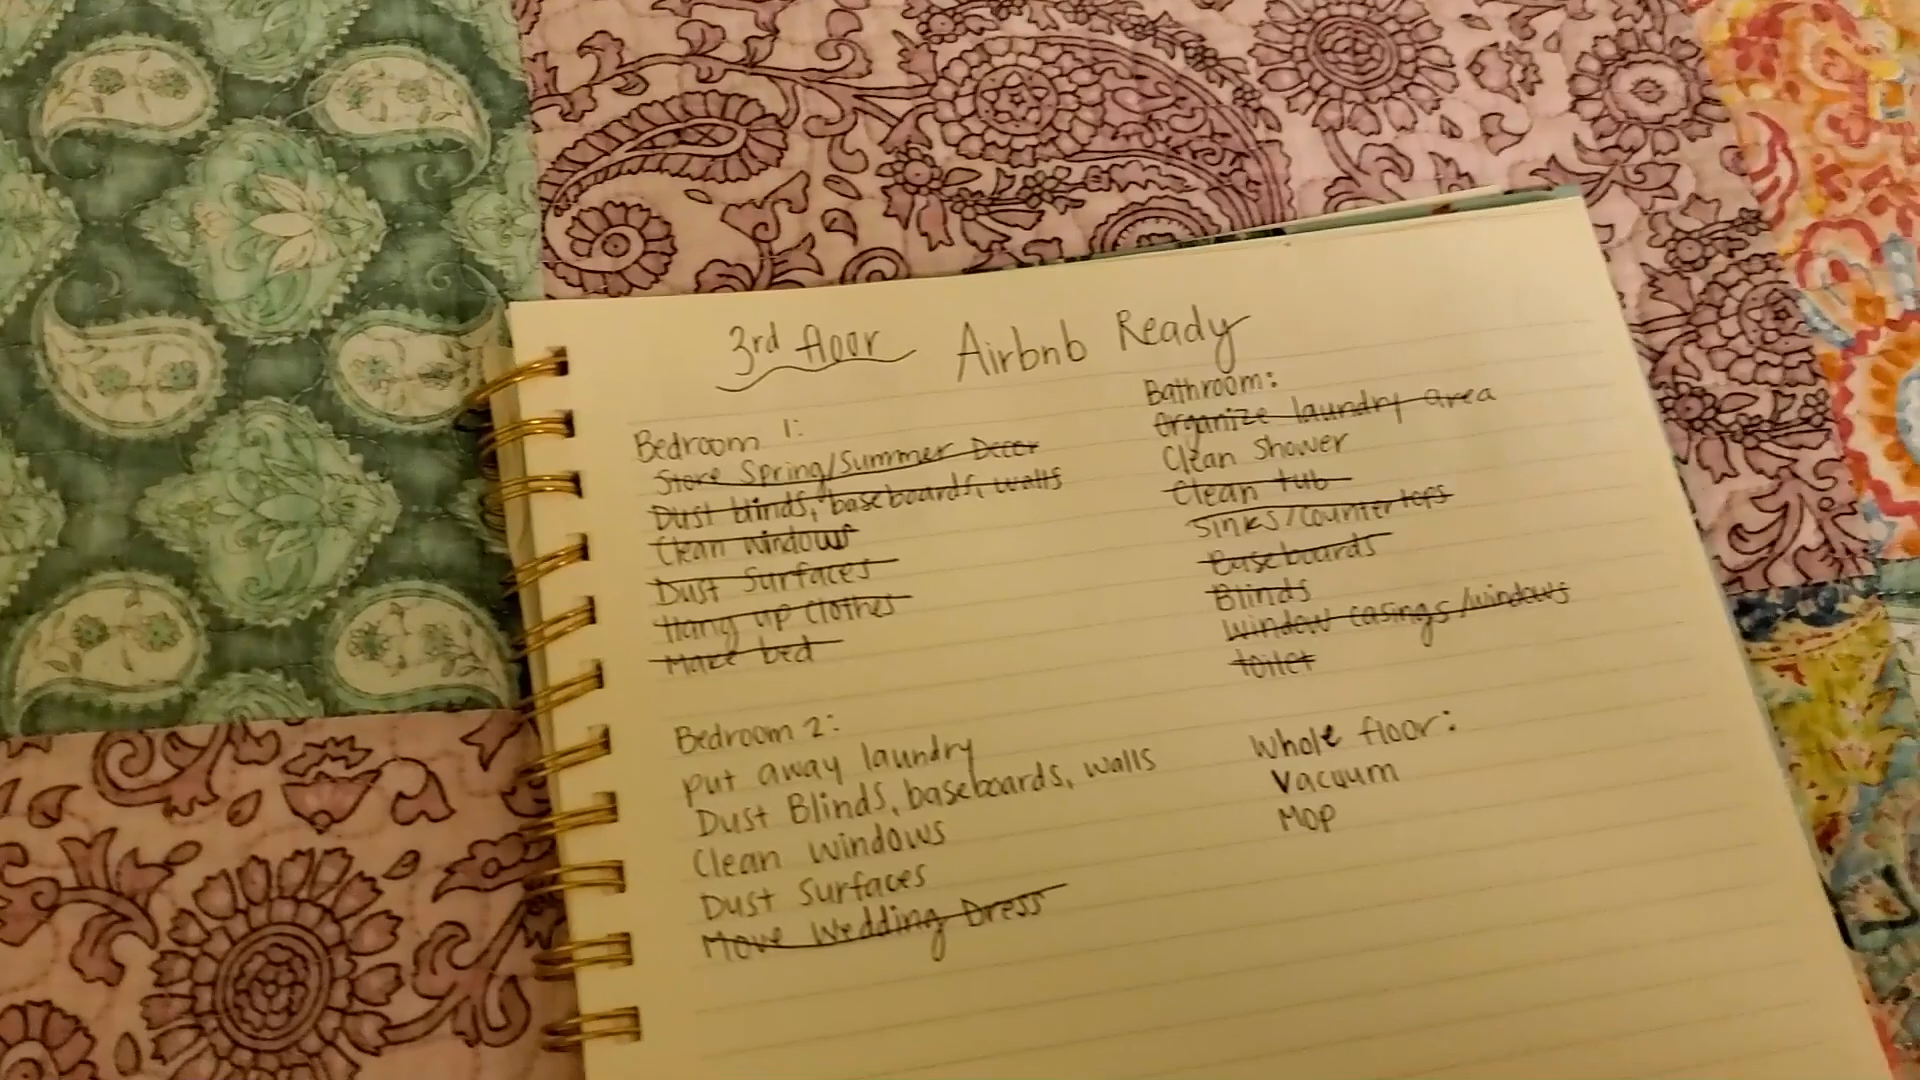 3rd floor Airbnb Ready
Bedroom 1:
Store Spring/Summer Decor
Dust blinds, baseboards, walls
Clean windows
Dust Surfaces
Hang up clothes
Make bed
Bedroom 2:
put away laundry
Dust Blinds, baseboards, walls
Clean windows
Dust Surfaces
Move Wedding Dress
Bathroom:
Organize laundry area
Clean Shower
Clean tub
Sinks/countertops
Baseboards
Blinds
Window casings/windows
toilet
Whole floor:
Vacuum
Mop